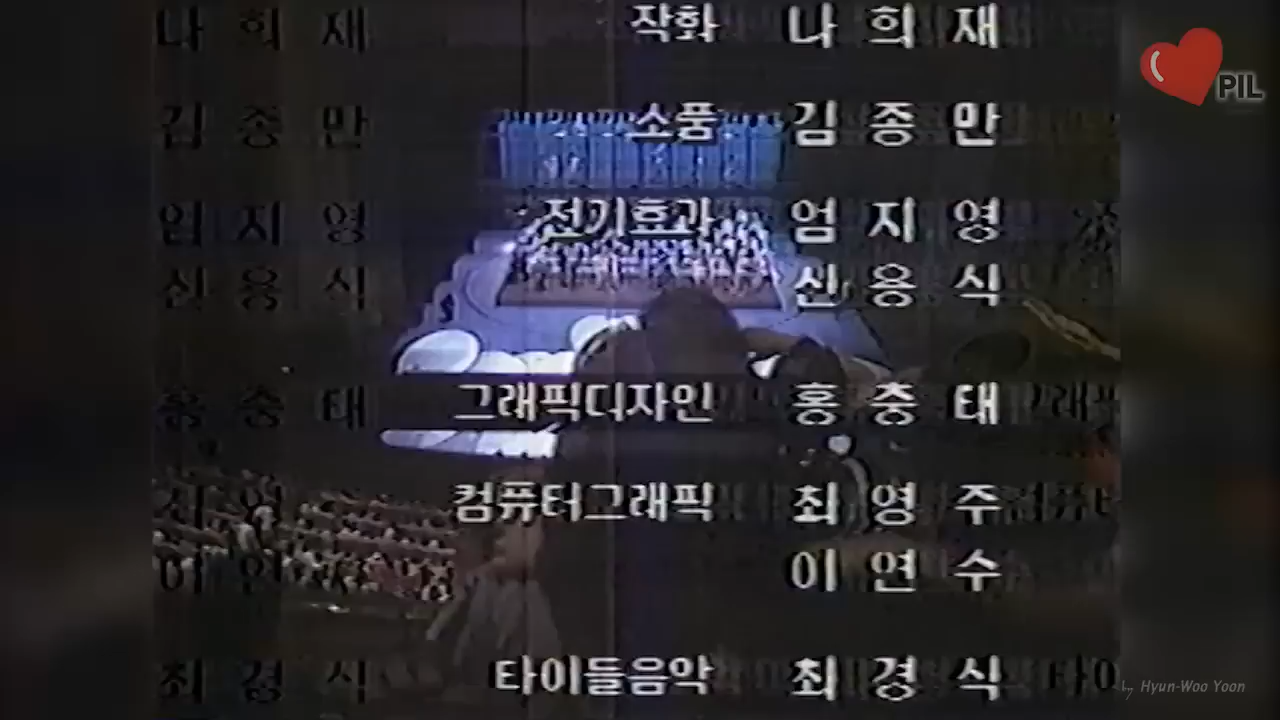 작화 나희재
PIL
소품 김종만
전기효과 엄지영
신용식
그래픽디자인 홍충태
컴퓨터그래픽 최영주
이연수
타이틀음악 최경식
by Hyun-Woo Yoon